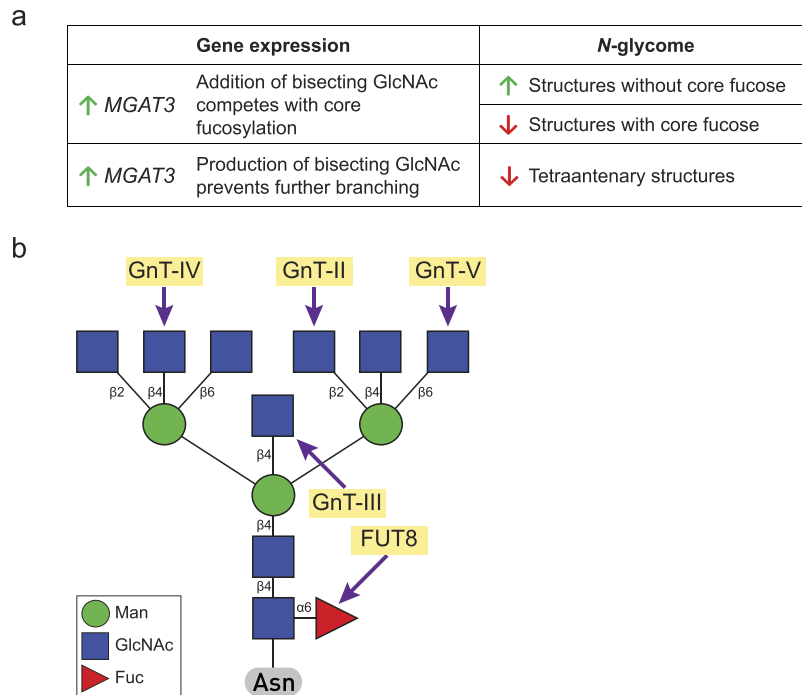 a
Gene expression
N-glycome
↑ MGAT3
Addition of bisecting GlcNAc
competes with core
fucosylation
↑ Structures without core fucose
↓ Structures with core fucose
↑ MGAT3
Production of bisecting GlcNAc
prevents further branching
↓ Tetraantenary structures
b
GnT-IV
GnT-II
GnT-V
β2
β4
β6
β2
β4
β6
β4
GnT-III
β4
FUT8
β4
α6
Man
GlcNAc
Fuc
Asn